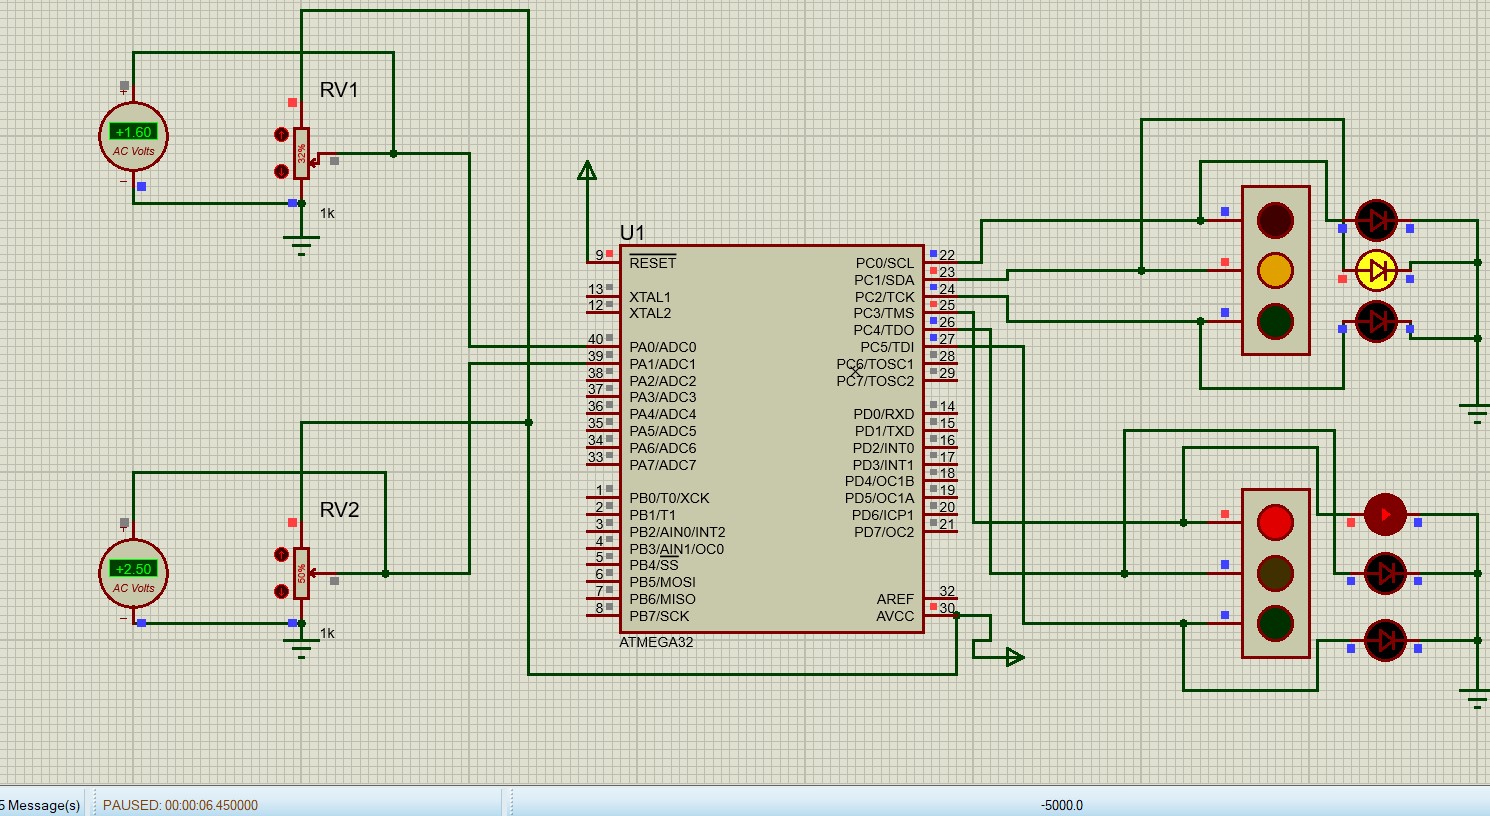 RV1
+1.60
AC Volts
32%
1k
U1
9 RESET
13 XTAL1
12 XTAL2
40 PA0/ADC0
39 PA1/ADC1
38 PA2/ADC2
37 PA3/ADC3
36 PA4/ADC4
35 PA5/ADC5
34 PA6/ADC6
33 PA7/ADC7
1 PB0/T0/XCK
2 PB1/T1
3 PB2/AIN0/INT2
4 PB3/AIN1/OC0
5 PB4/SS
6 PB5/MOSI
7 PB6/MISO
8 PB7/SCK
PC0/SCL 22
PC1/SDA 23
PC2/TCK 24
PC3/TMS 25
PC4/TDO 26
PC5/TDI 27
PC6/TOSC1 28
PC7/TOSC2 29
PD0/RXD 14
PD1/TXD 15
PD2/INT0 16
PD3/INT1 17
PD4/OC1B 18
PD5/OC1A 19
PD6/ICP1 20
PD7/OC2 21
AREF 32
AVCC 30
ATMEGA32
RV2
+2.50
AC Volts
50%
1k
5 Message(s)
PAUSED: 00:00:06.450000
-5000.0